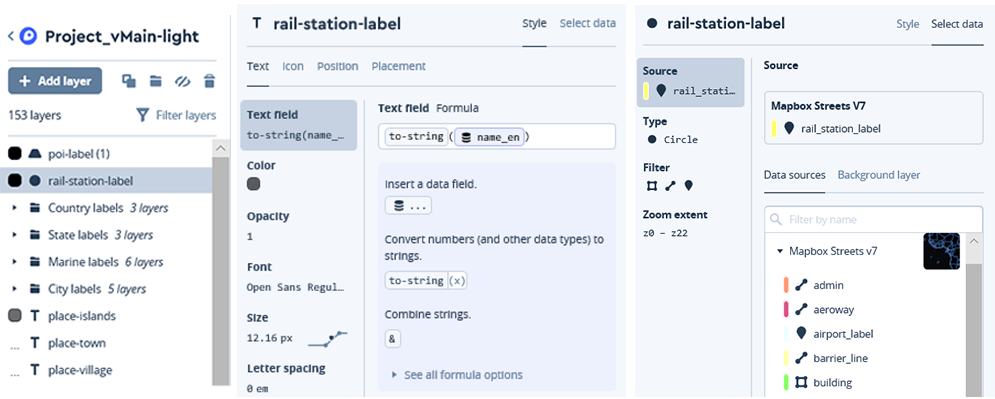 Project_vMain-light
+ Add layer
153 layers
Filter layers
poi-label (1)
rail-station-label
Country labels 3 layers
State labels 3 layers
Marine labels 6 layers
City labels 5 layers
place-islands
... T place-town
... T place-village
T rail-station-label
Style Select data
Text Icon Position Placement
Text field
to-string(name_...
Color
Opacity
1
Font
Open Sans Regul...
Size
12.16 px
Letter spacing
0 em
Text field Formula
to-string ( name_en )
Insert a data field.
...
Convert numbers (and other data types) to
strings.
to-string (x)
Combine strings.
&
See all formula options
rail-station-label
Style Select data
Source
rail_stati...
Type
Circle
Filter
Zoom extent
z0 – z22
Source
Mapbox Streets V7
rail_station_label
Data sources Background layer
Filter by name
Mapbox Streets v7
admin
aeroway
airport_label
barrier_line
building